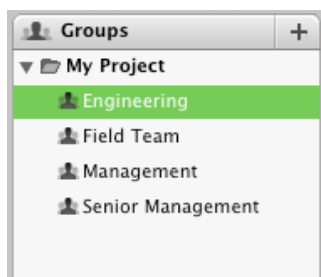 Groups +
My Project
Engineering
Field Team
Management
Senior Management